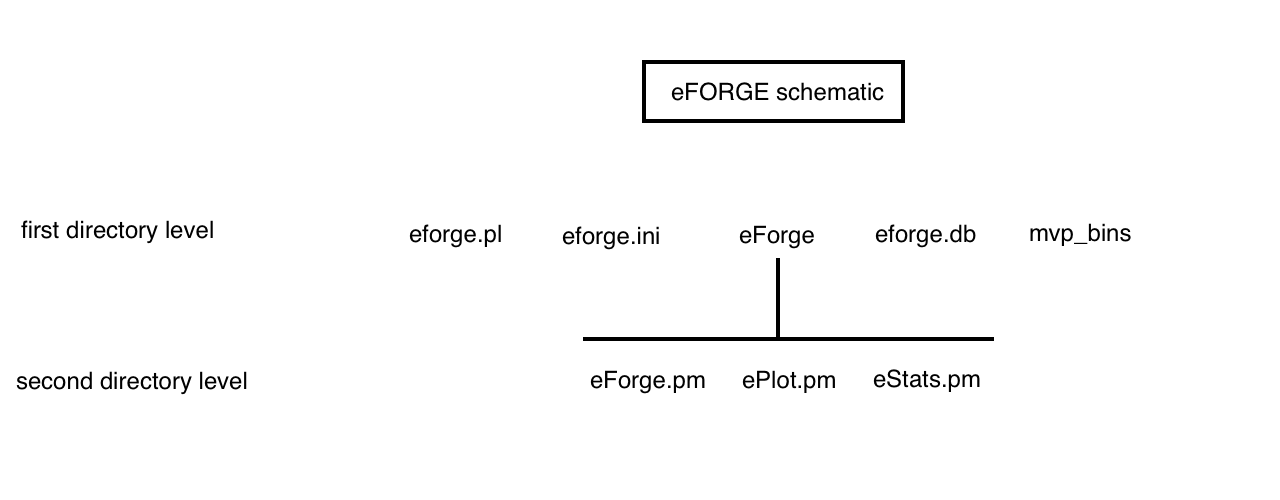 eFORGE schematic
first directory level eforge.pl eforge.ini eForge eforge.db mvp_bins
second directory level eForge.pm ePlot.pm eStats.pm